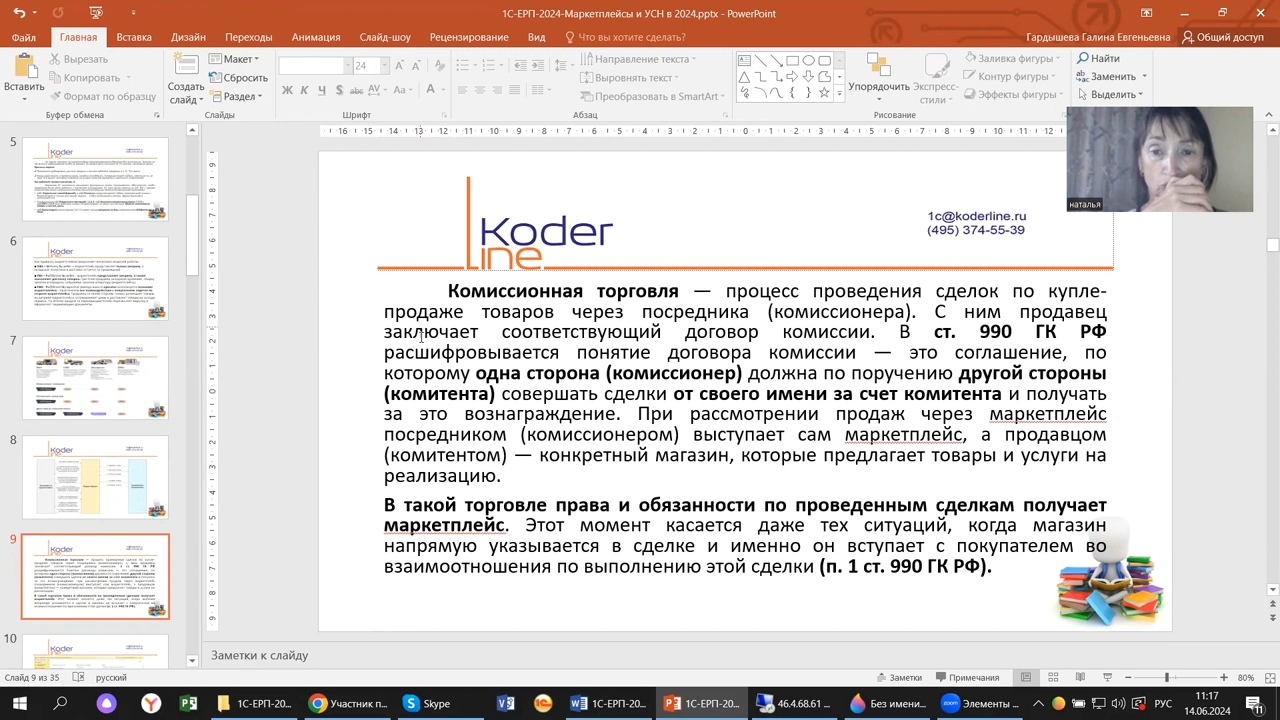 1С-ЕРП-2024_Маркетплейсы и УСН в 2024.pptx - PowerPoint
Файл Главная Вставка Дизайн Переходы Анимация Слайд-шоу Рецензирование Вид Что вы хотите сделать? Гардышева Галина Евгеньевна Общий доступ
Вырезать
Копировать
Формат по образцу
Вставить
Буфер обмена
Макет
Сбросить
Раздел
Создать
слайд
Слайды
24
Ж К Ч S abc AV Aa А
Шрифт
Направление текста
Выровнять текст
Преобразовать в SmartArt
Абзац
Упорядочить
Экспресс-
стили
Заливка фигуры
Контур фигуры
Эффекты фигуры
Рисование
Найти
Заменить
Выделить
наталья
5
6
7
8
9
10
Koder
line
1c@koderline.ru
(495) 374-55-39
Комиссионная торговля — процесс проведения сделок по купле-
продаже товаров через посредника (комиссионера). С ним продавец
заключает соответствующий договор комиссии. В ст. 990 ГК РФ
расшифровывается понятие договора комиссии — это соглашение, по
которому одна сторона (комиссионер) должна по поручению другой стороны
(комитента) совершать сделки от своего имени за счет комитента и получать
за это вознаграждение. При рассмотрении продаж через маркетплейс
посредником (комиссионером) выступает сам маркетплейс, а продавцом
(комитентом) — конкретный магазин, которые предлагает товары и услуги на
реализацию.
В такой торговле права и обязанности по проведенным сделкам получает
маркетплейс. Этот момент касается даже тех ситуаций, когда магазин
напрямую указывается в сделке и именно он вступает с покупателем во
взаимоотношения по выполнению этой сделки (п. 1 ст. 990 ГК РФ).
Заметки к слайду
Слайд 9 из 35 русский Заметки Примечания 80%
1С-ЕРП-20... Участник п... Skype 1С-ЕРП-20... 1С-ЕРП-20... 46.4.68.61 ... Без имени... Элементы ... РУС 11:17
14.06.2024